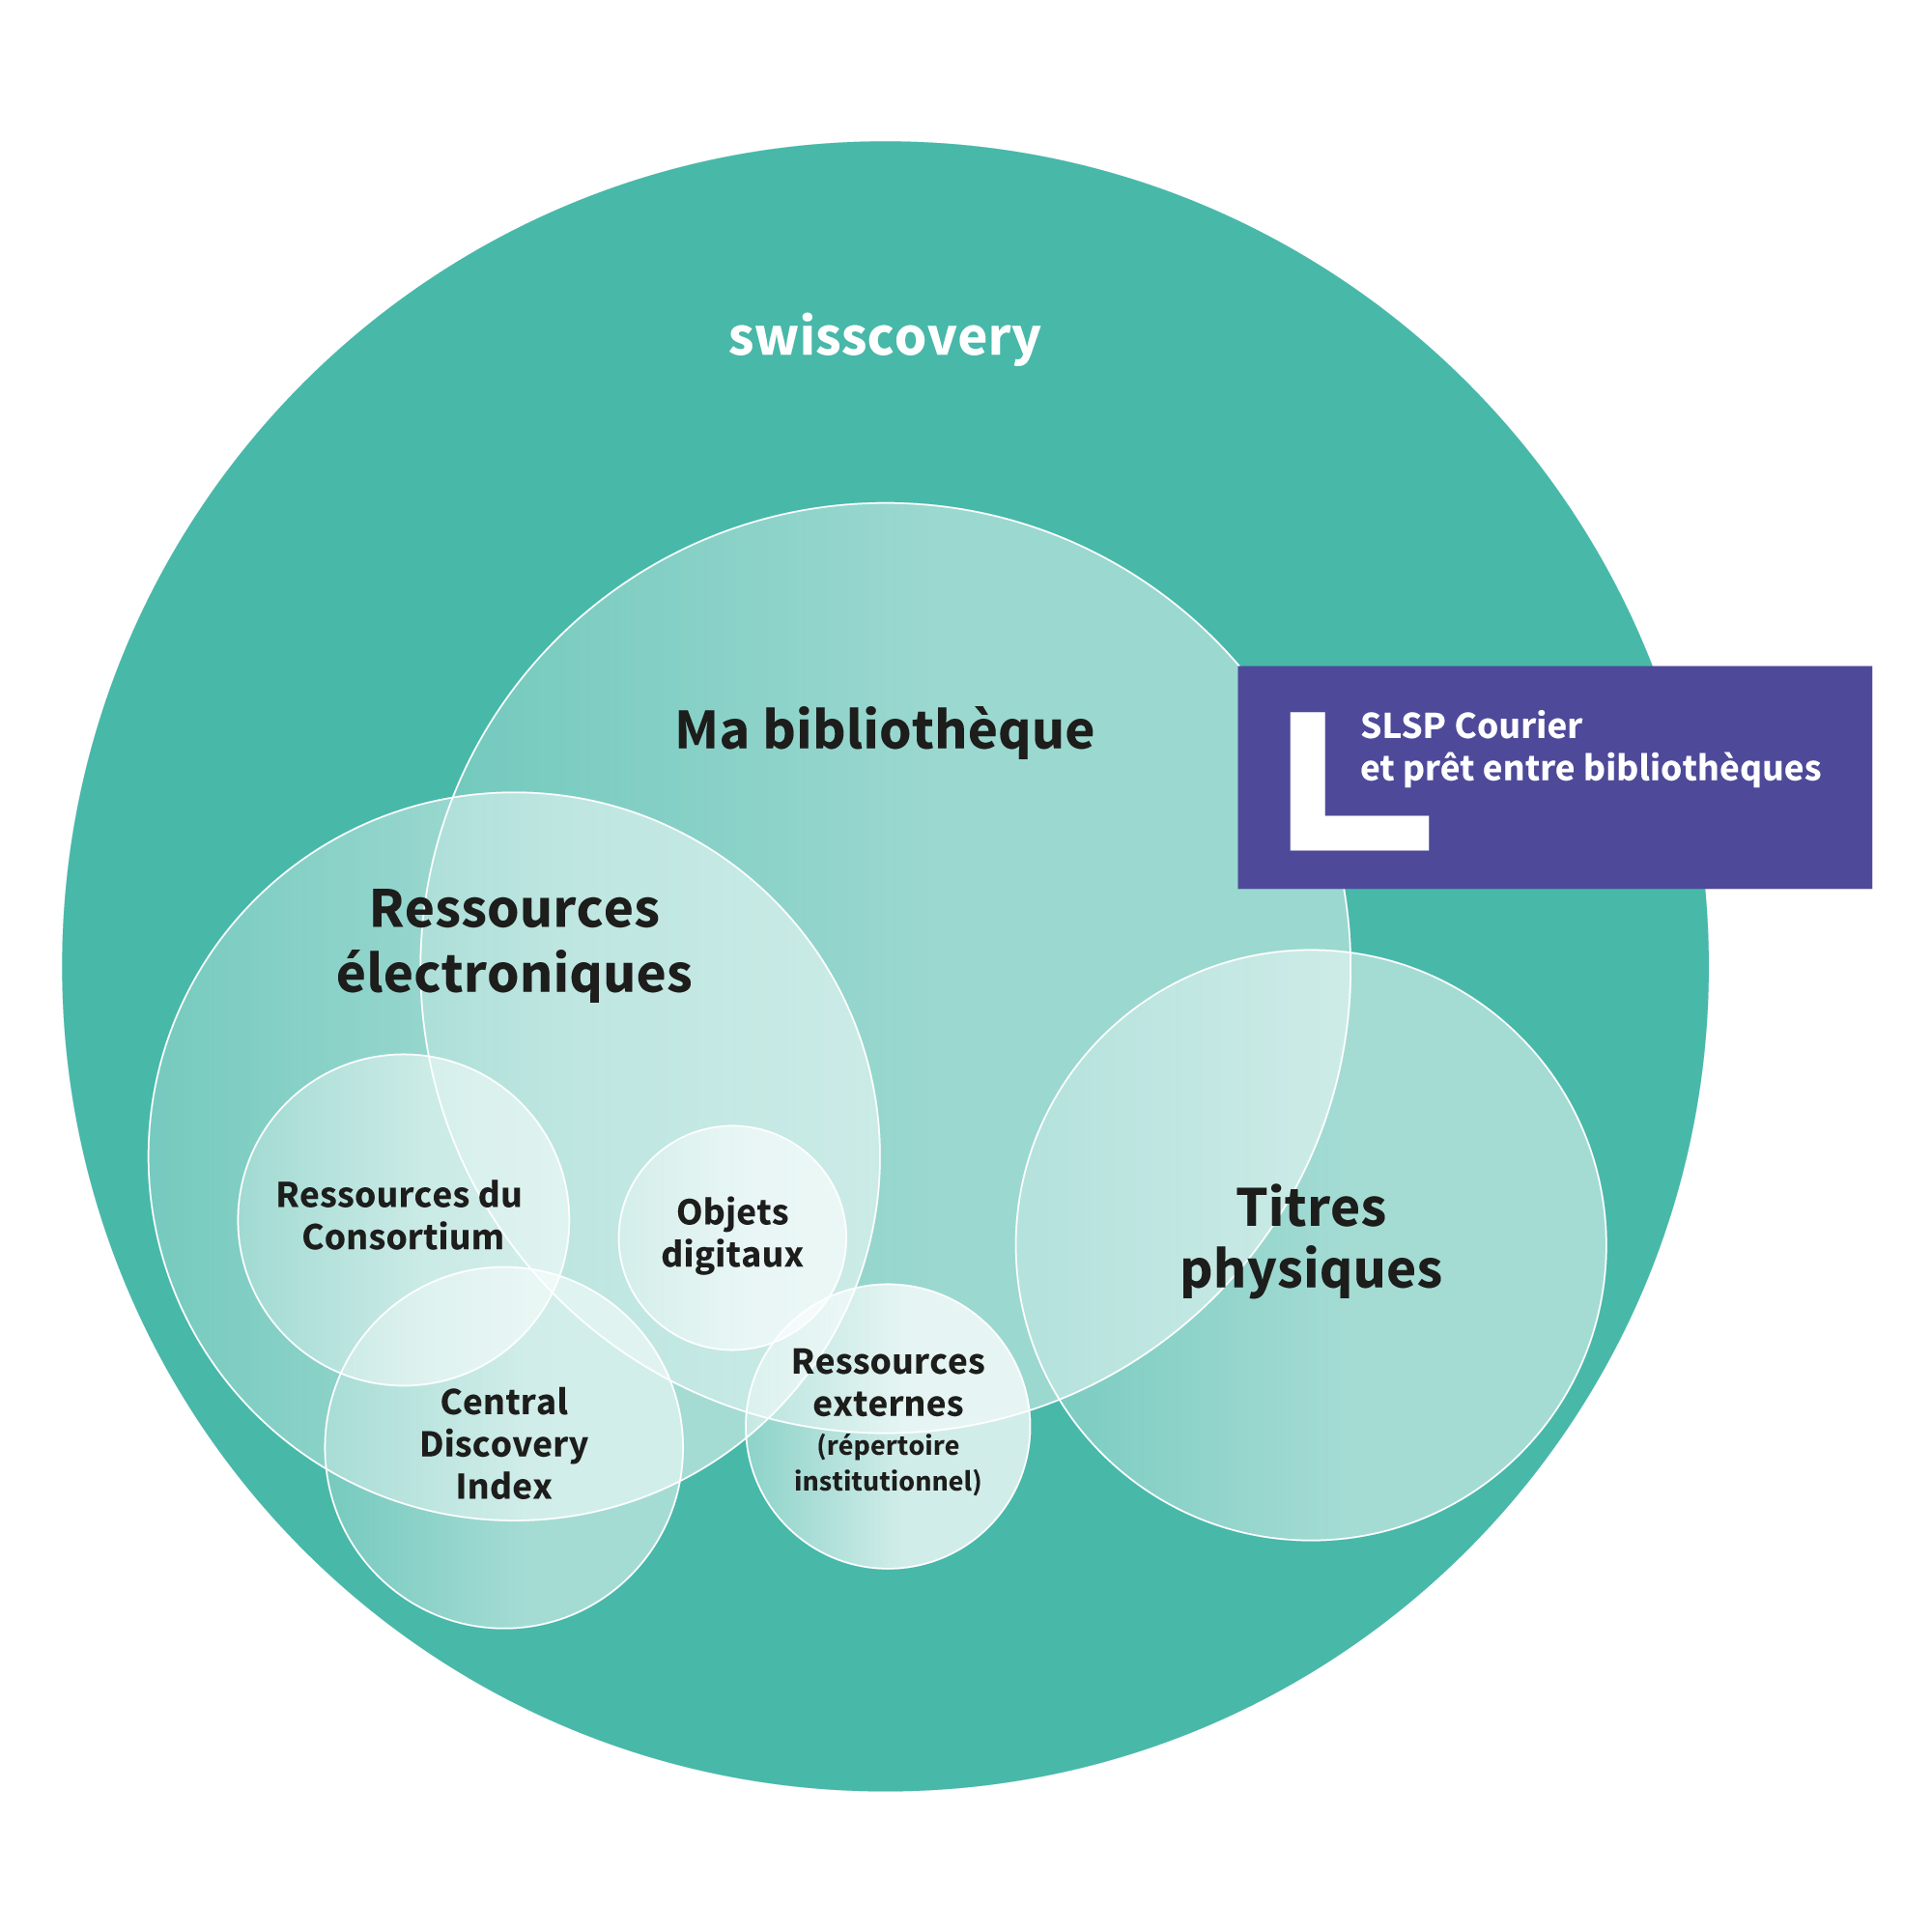 swisscovery
Ma bibliothèque
SLSP Courier
et prêt entre bibliothèques
Ressources
électroniques
Ressources du
Consortium
Objets
digitaux
Titres
physiques
Ressources
externes
(répertoire
institutionnel)
Central
Discovery
Index